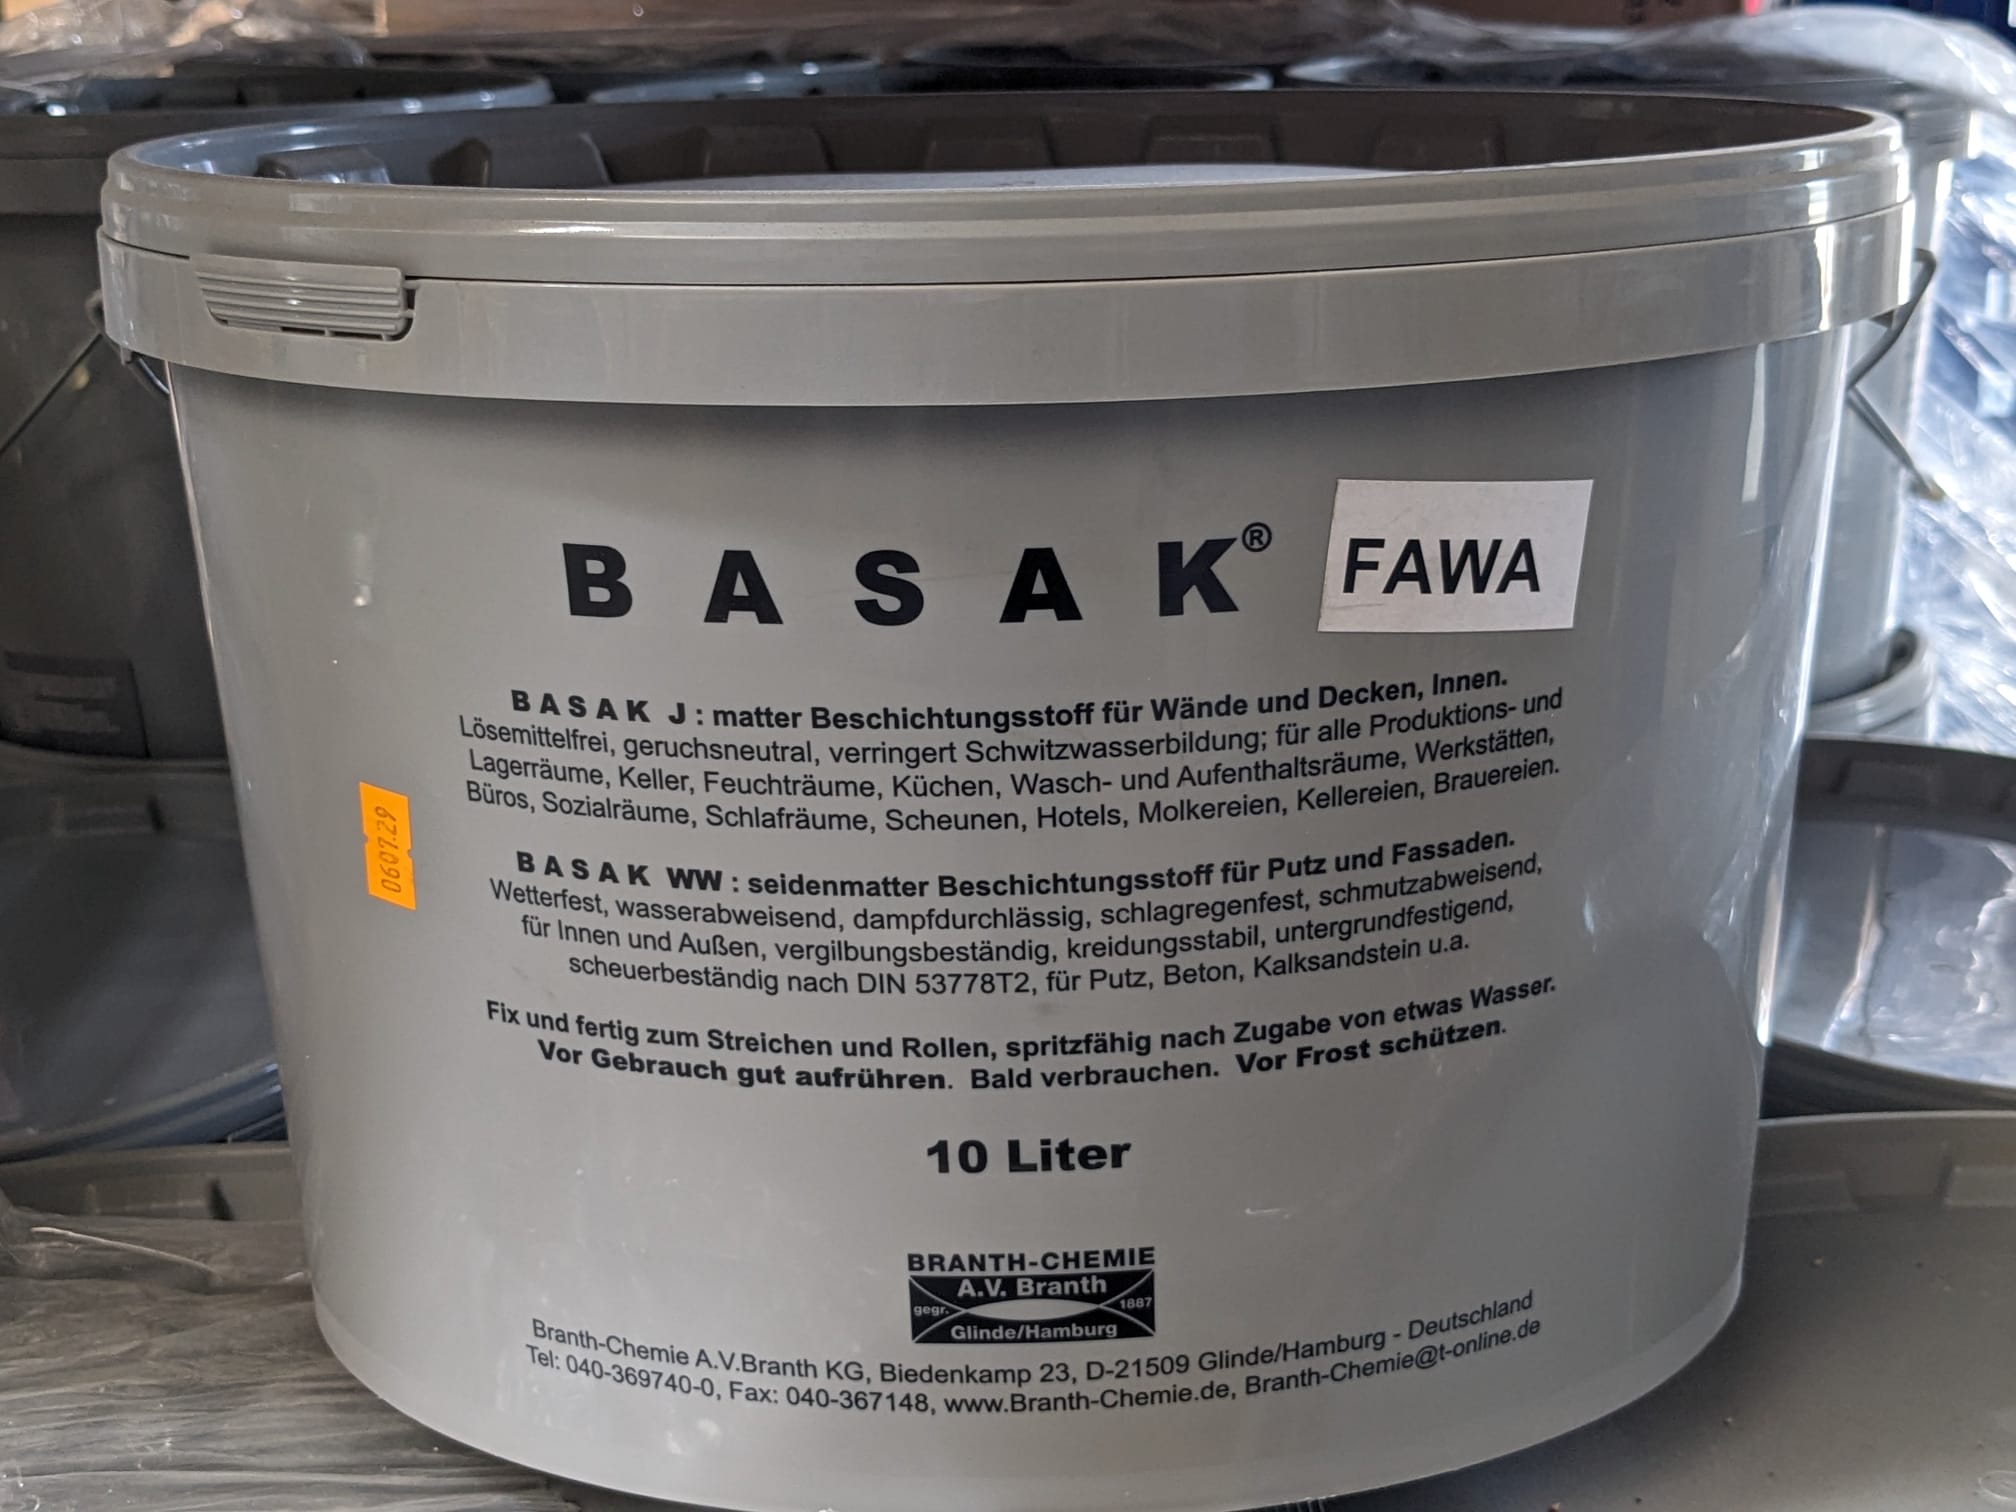 BASAK® FAWA
BASAK J: matter Beschichtungsstoff für Wände und Decken, Innen.
Lösemittelfrei, geruchsneutral, verringert Schwitzwasserbildung; für alle Produktions- und
Lagerräume, Keller, Feuchträume, Küchen, Wasch- und Aufenthaltsräume, Werkstätten,
Büros, Sozialräume, Schlafräume, Scheunen, Hotels, Molkereien, Kellereien, Brauereien.
BASAK WW: seidenmatter Beschichtungsstoff für Putz und Fassaden.
Wetterfest, wasserabweisend, dampfdurchlässig, schlagregenfest, schmutzabweisend,
für Innen und Außen, vergilbungsbeständig, kreidungsstabil, untergrundfestigend,
scheuerbeständig nach DIN 53778T2, für Putz, Beton, Kalksandstein u.a.
Fix und fertig zum Streichen und Rollen, spritzfähig nach Zugabe von etwas Wasser.
Vor Gebrauch gut aufrühren. Bald verbrauchen. Vor Frost schützen.
060729
10 Liter
BRANTH-CHEMIE
A.V. Branth
gegr. 1887
Glinde/Hamburg
Branth-Chemie A.V.Branth KG, Biedenkamp 23, D-21509 Glinde/Hamburg - Deutschland
Tel: 040-369740-0, Fax: 040-367148, www.Branth-Chemie.de, Branth-Chemie@t-online.de